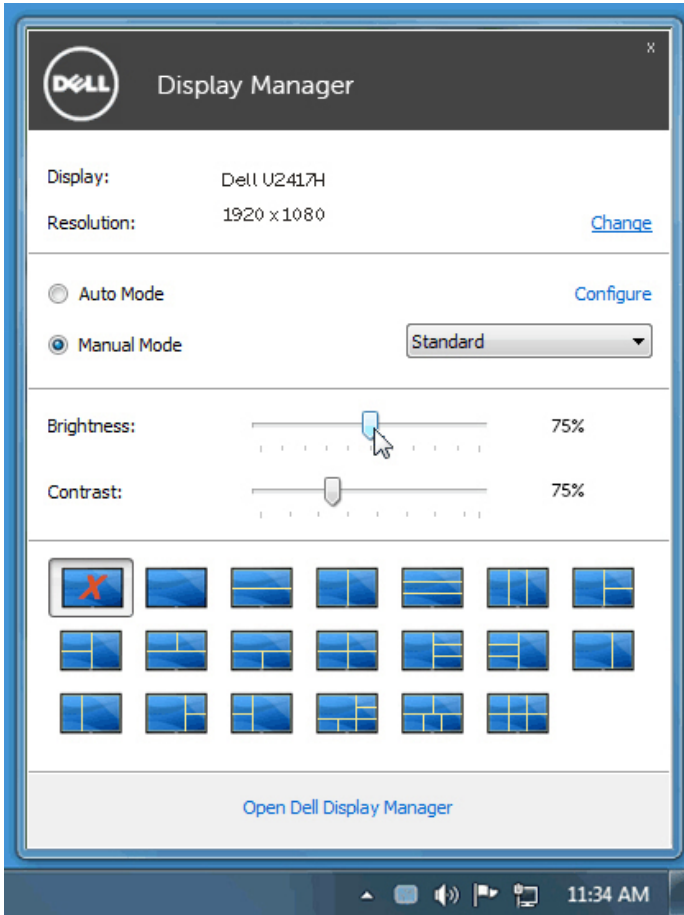 DELL Display Manager x
Display: Dell U2417H
Resolution: 1920 x 1080 Change
Auto Mode Configure
Manual Mode Standard
Brightness: 75%
Contrast: 75%
Open Dell Display Manager
11:34 AM